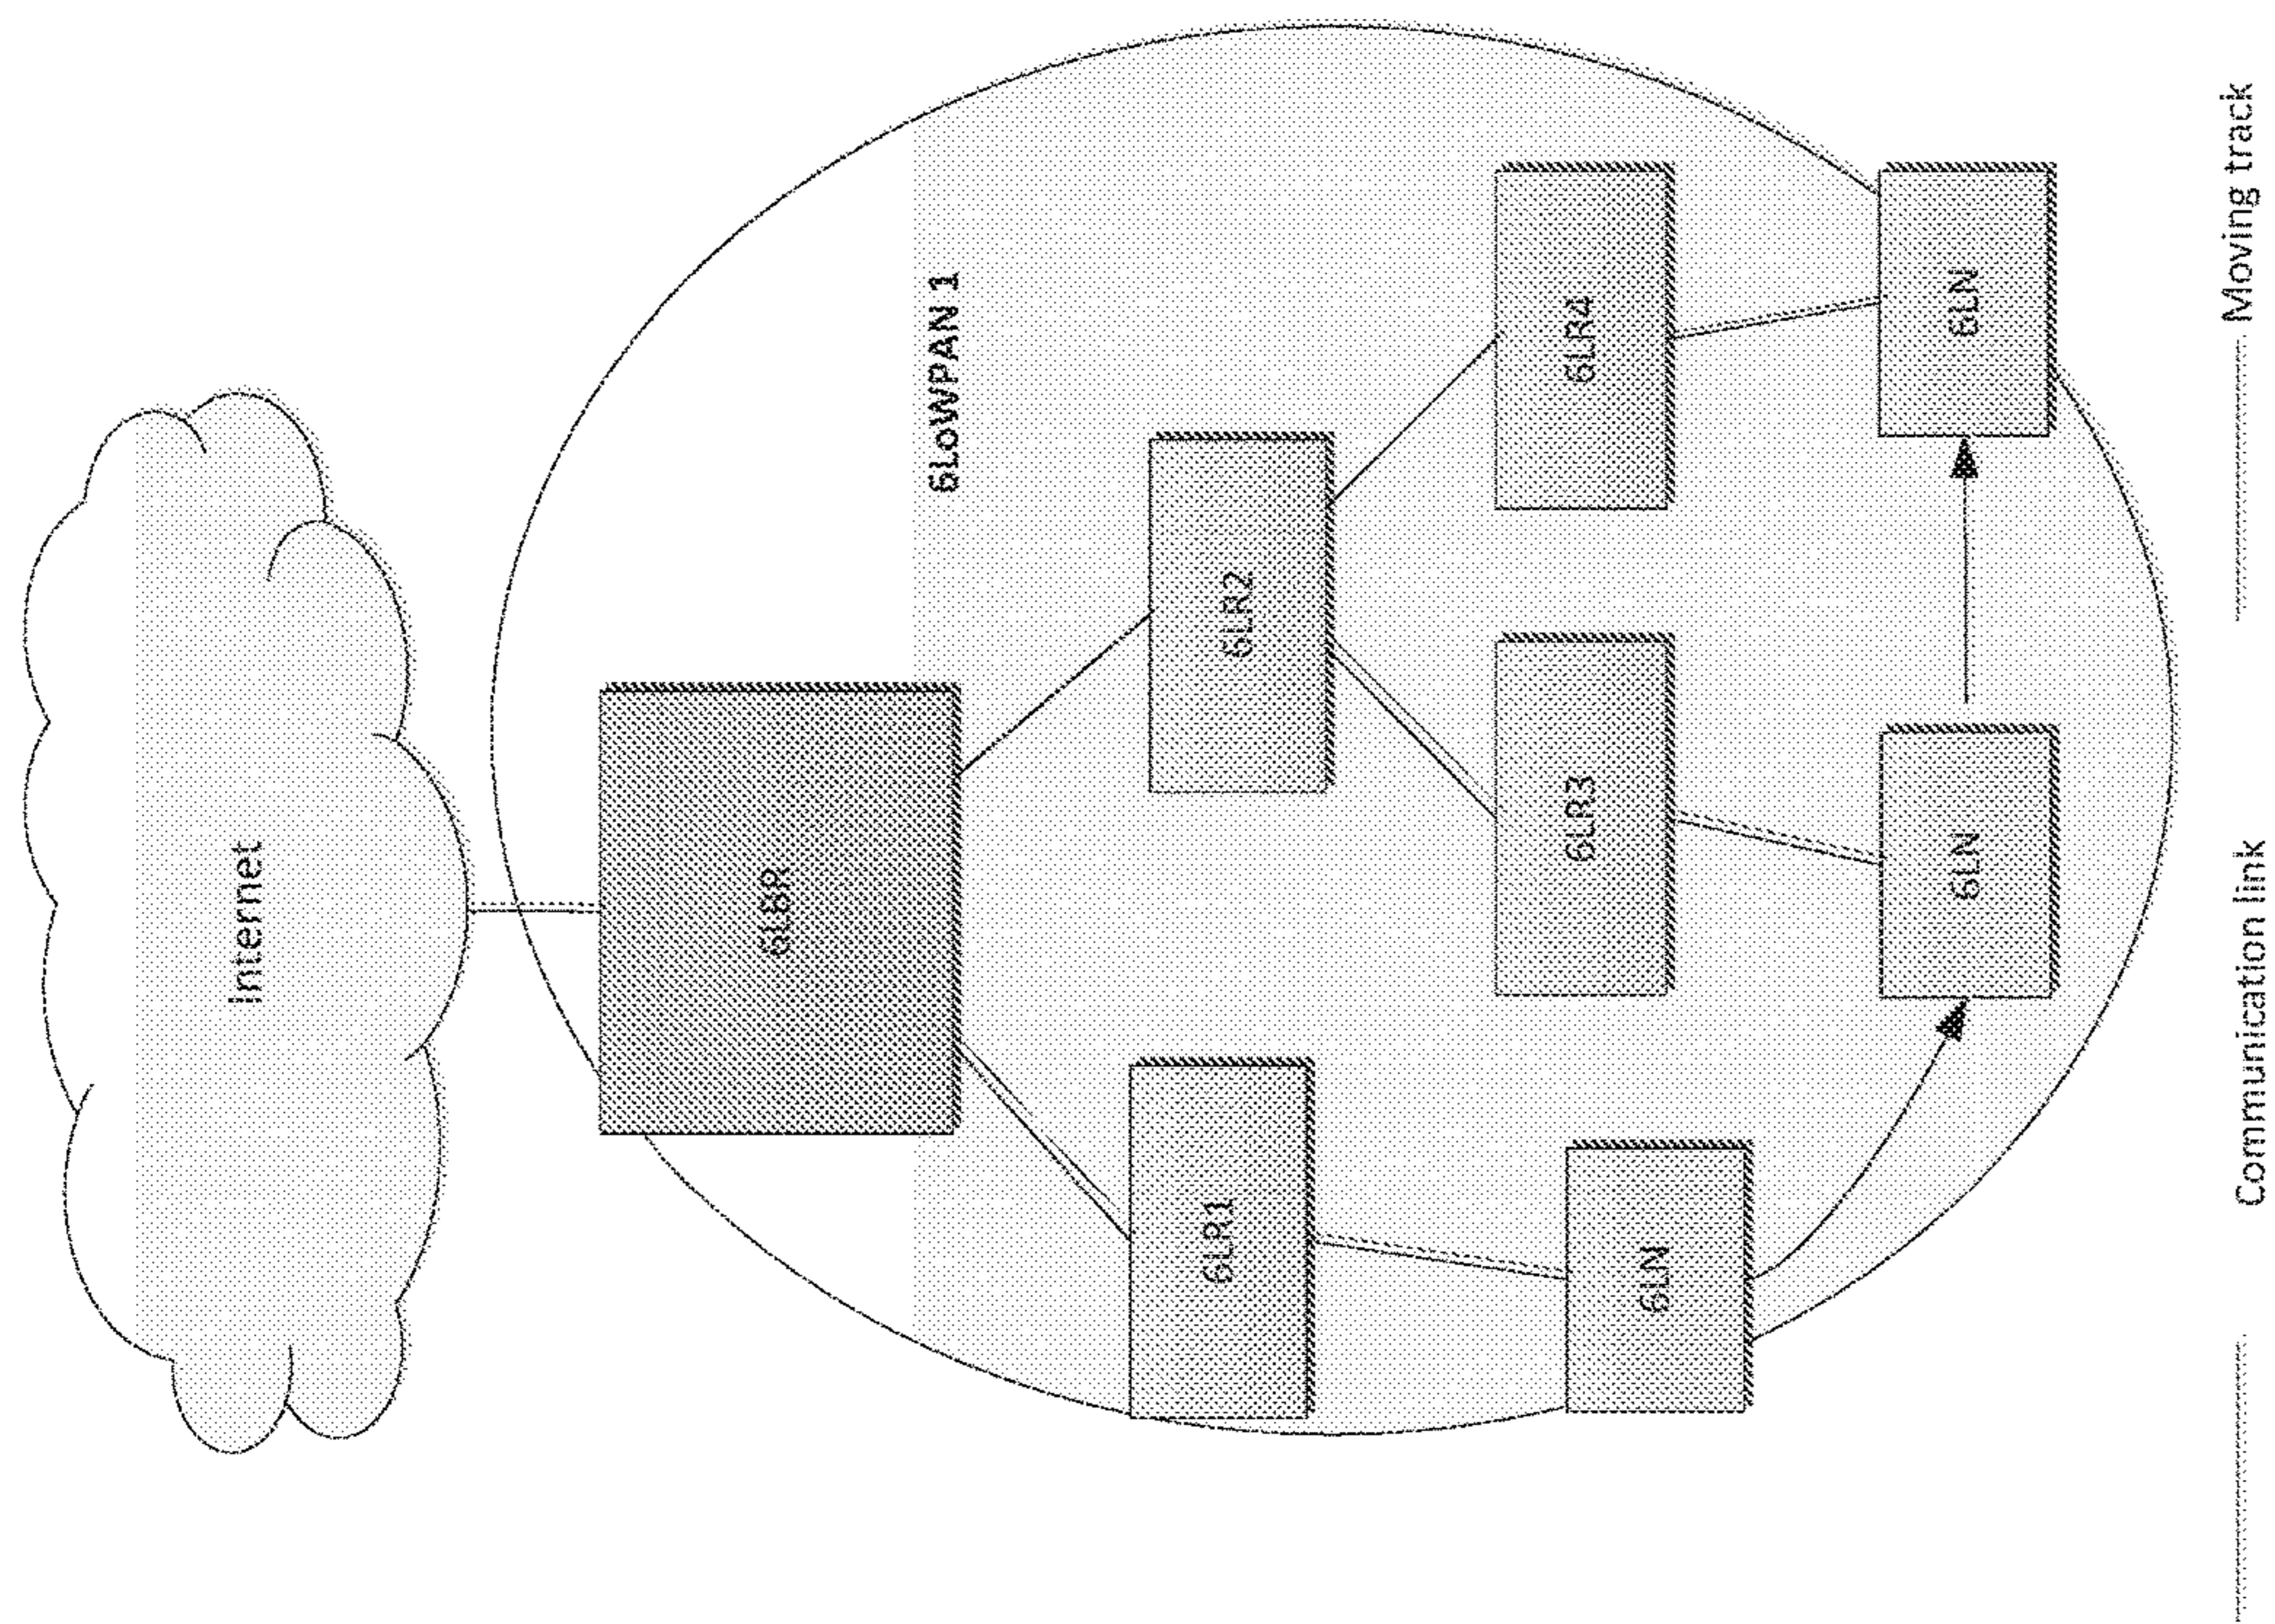 Internet
6LBR
6LoWPAN 1
6LR1
6LR2
6LR3
6LR4
6LN
6LN
6LN
Communication link
Moving track